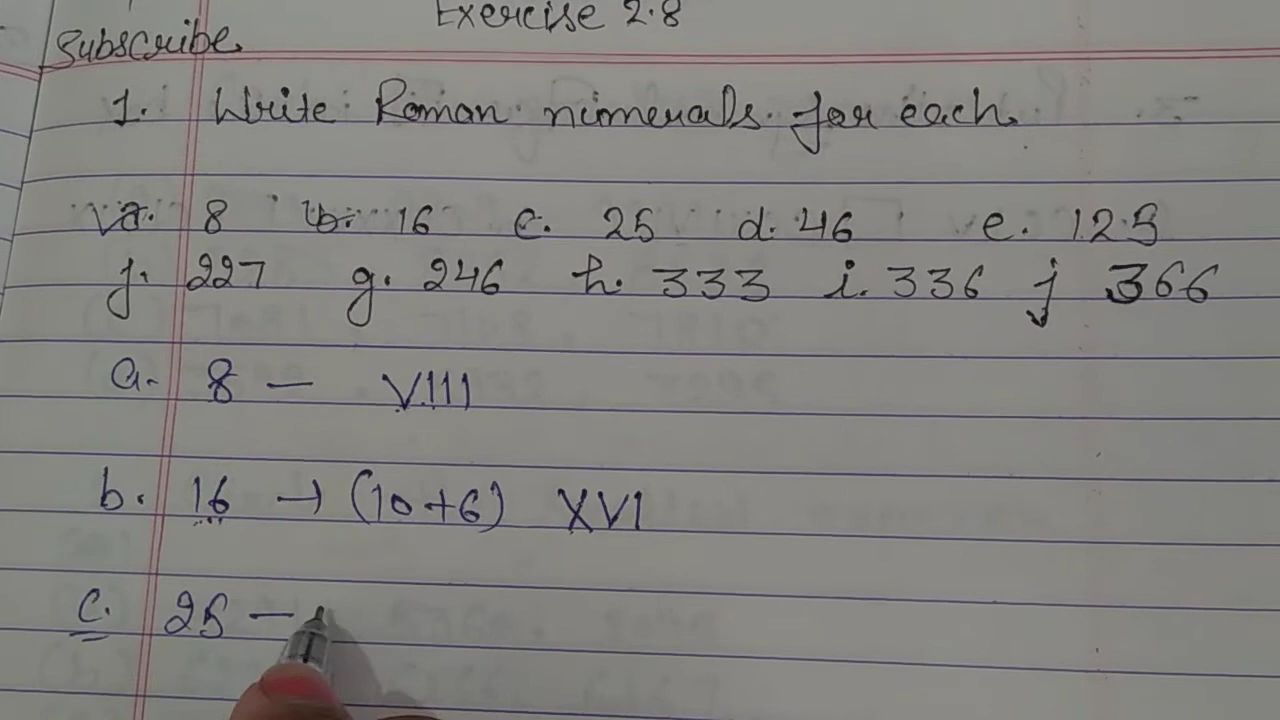 Exercise 2.8
Subscribe
1. Write Roman numerals for each.
a. 8 b. 16 c. 25 d. 46 e. 125
f. 227 g. 246 h. 333 i. 336 j 366
a. 8 — VIII
b. 16 → (10+6) XVI
c. 25 —